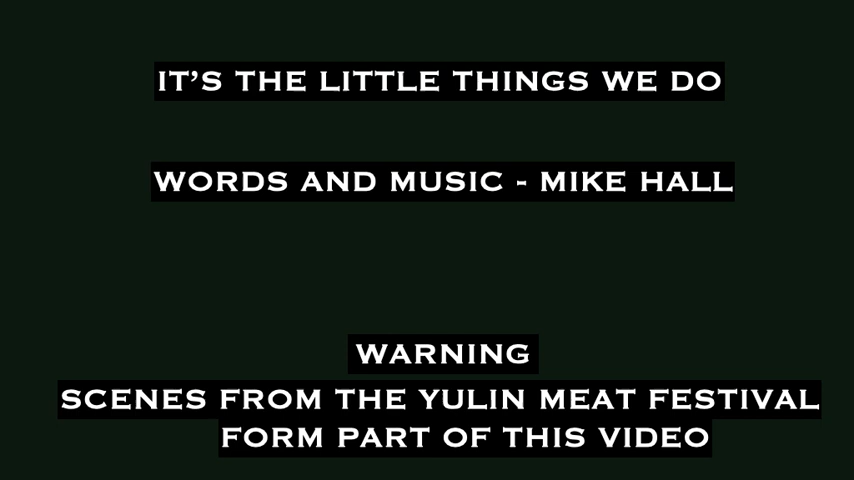 IT’S THE LITTLE THINGS WE DO
WORDS AND MUSIC - MIKE HALL
WARNING
SCENES FROM THE YULIN MEAT FESTIVAL
FORM PART OF THIS VIDEO